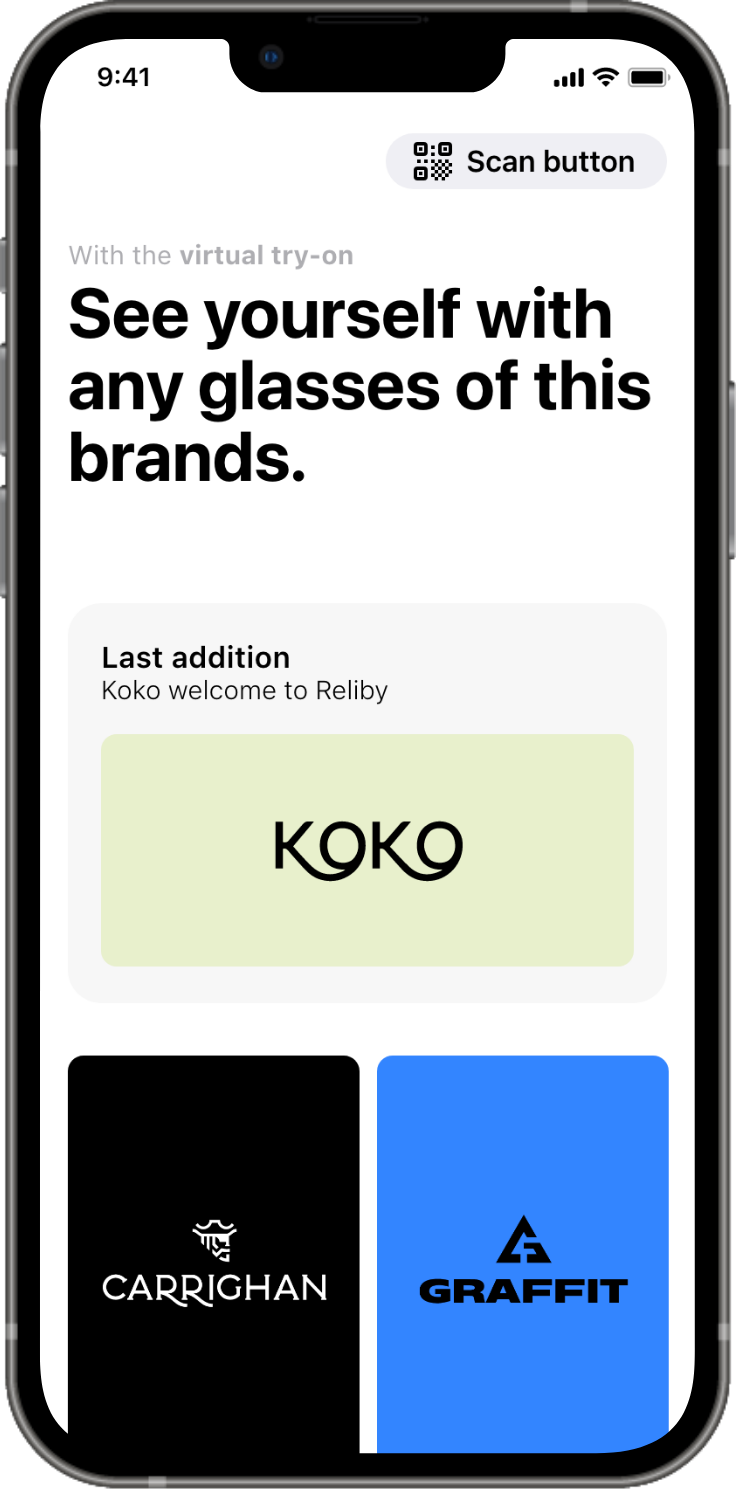 9:41
Scan button
With the virtual try-on
See yourself with
any glasses of this
brands.
Last addition
Koko welcome to Reliby
KOKO
CARRIGHAN
GRAFFIT